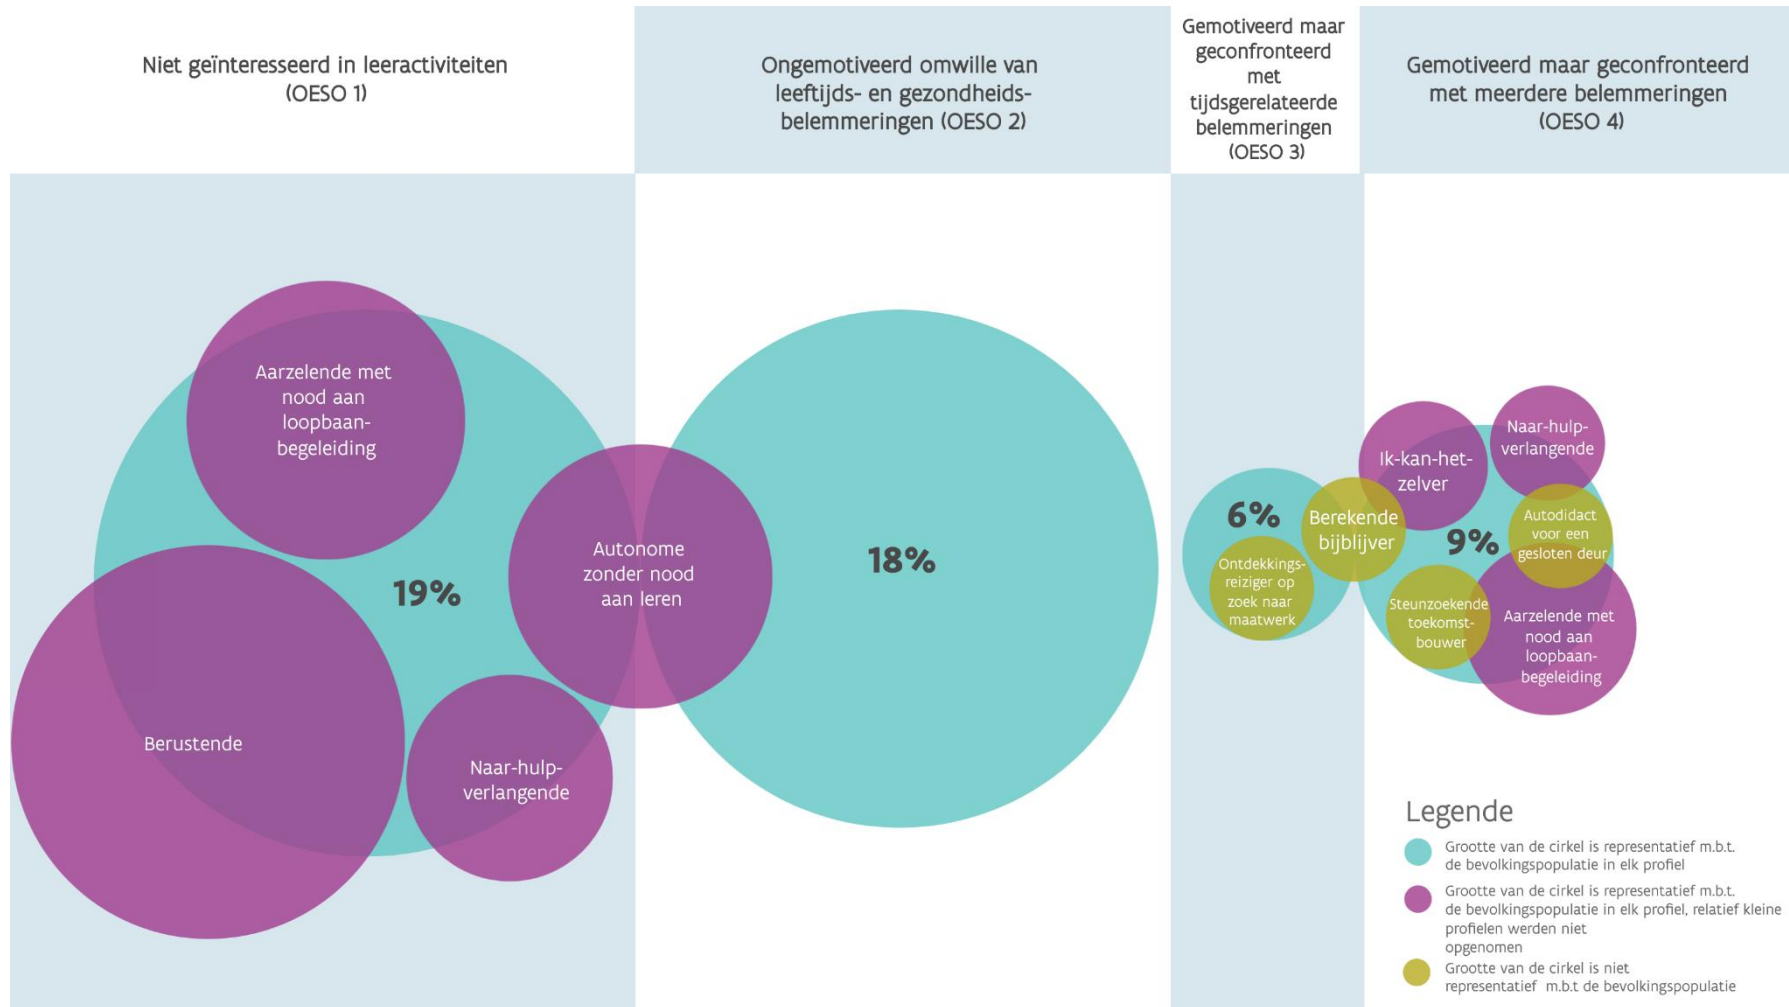 Niet geïnteresseerd in leeractiviteiten
(OESO 1)
Ongemotiveerd omwille van
leeftijds- en gezondheids-
belemmeringen (OESO 2)
Gemotiveerd maar
geconfronteerd
met
tijdsgerelateerde
belemmeringen
(OESO 3)
Gemotiveerd maar geconfronteerd
met meerdere belemmeringen
(OESO 4)
Aarzelende met
nood aan
loopbaan-
begeleiding
19%
Berustende
Naar-hulp-
verlangende
Autonome
zonder nood
aan leren
18%
6%
Ontdekkings-
reiziger op
zoek naar
maatwerk
Berekende
bijblijver
Ik-kan-het-
zelver
Naar-hulp-
verlangende
9%
Autodidact
voor een
gesloten deur
Steunzoekende
toekomst-
bouwer
Aarzelende met
nood aan
loopbaan-
begeleiding
Legende
Grootte van de cirkel is representatief m.b.t.
de bevolkingspopulatie in elk profiel
Grootte van de cirkel is representatief m.b.t.
de bevolkingspopulatie in elk profiel, relatief kleine
profielen werden niet
opgenomen
Grootte van de cirkel is niet
representatief m.b.t de bevolkingspopulatie